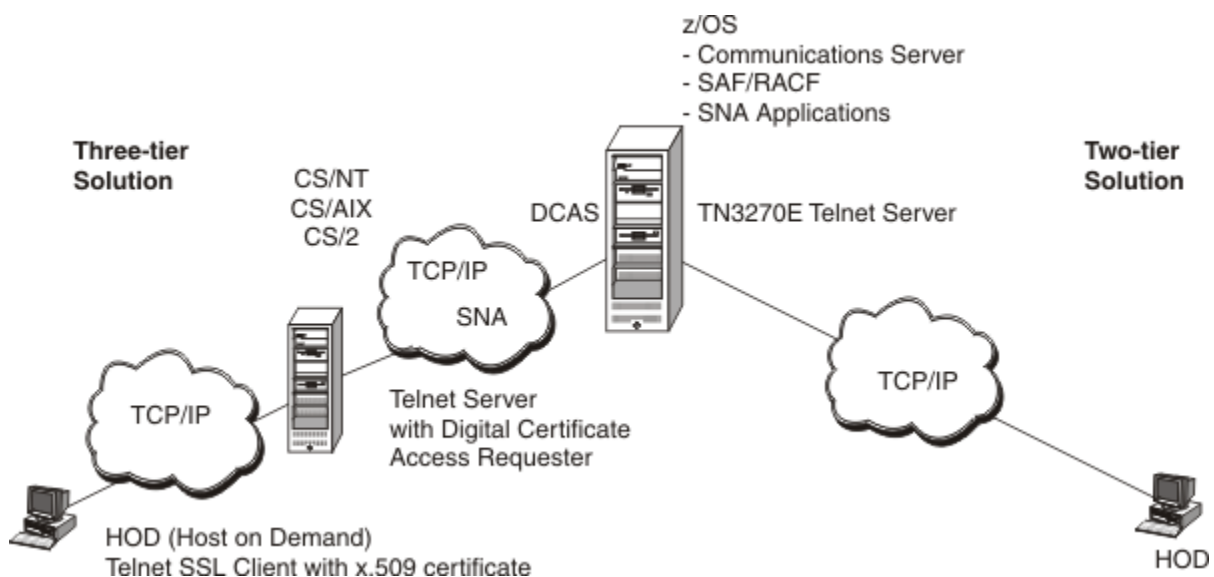 z/OS
- Communications Server
- SAF/RACF
- SNA Applications
Three-tier
Solution
Two-tier
Solution
CS/NT
CS/AIX
CS/2
DCAS
TN3270E Telnet Server
TCP/IP
SNA
TCP/IP
TCP/IP
Telnet Server
with Digital Certificate
Access Requester
HOD (Host on Demand)
Telnet SSL Client with x.509 certificate
HOD